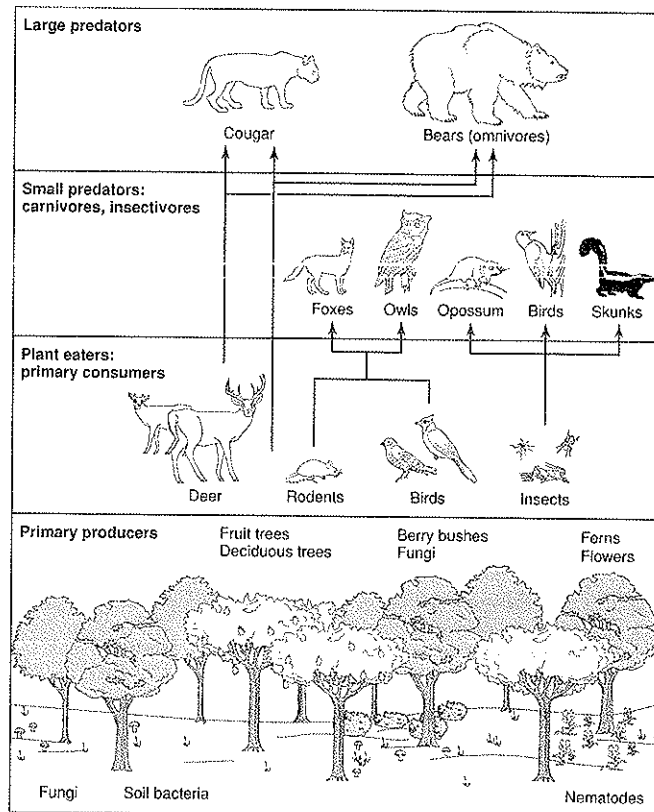 Large predators
Cougar
Bears (omnivores)
Small predators:
carnivores, insectivores
Foxes
Owls
Opossum
Birds
Skunks
Plant eaters:
primary consumers
Deer
Rodents
Birds
Insects
Primary producers
Fruit trees
Deciduous trees
Berry bushes
Fungi
Ferns
Flowers
Fungi
Soil bacteria
Nematodes